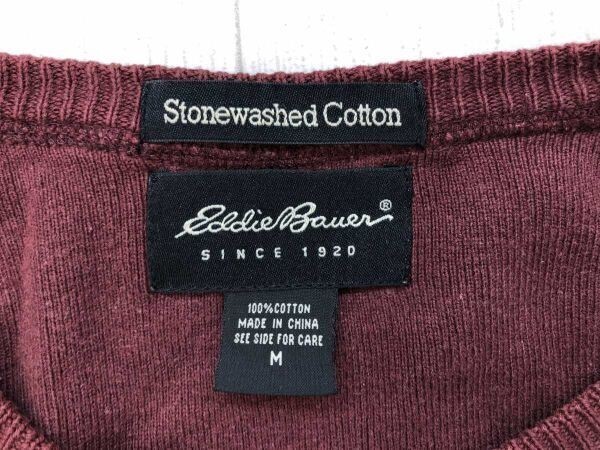 Stonewashed Cotton
Eddie Bauer®
SINCE 1920
100%COTTON
MADE IN CHINA
SEE SIDE FOR CARE
M